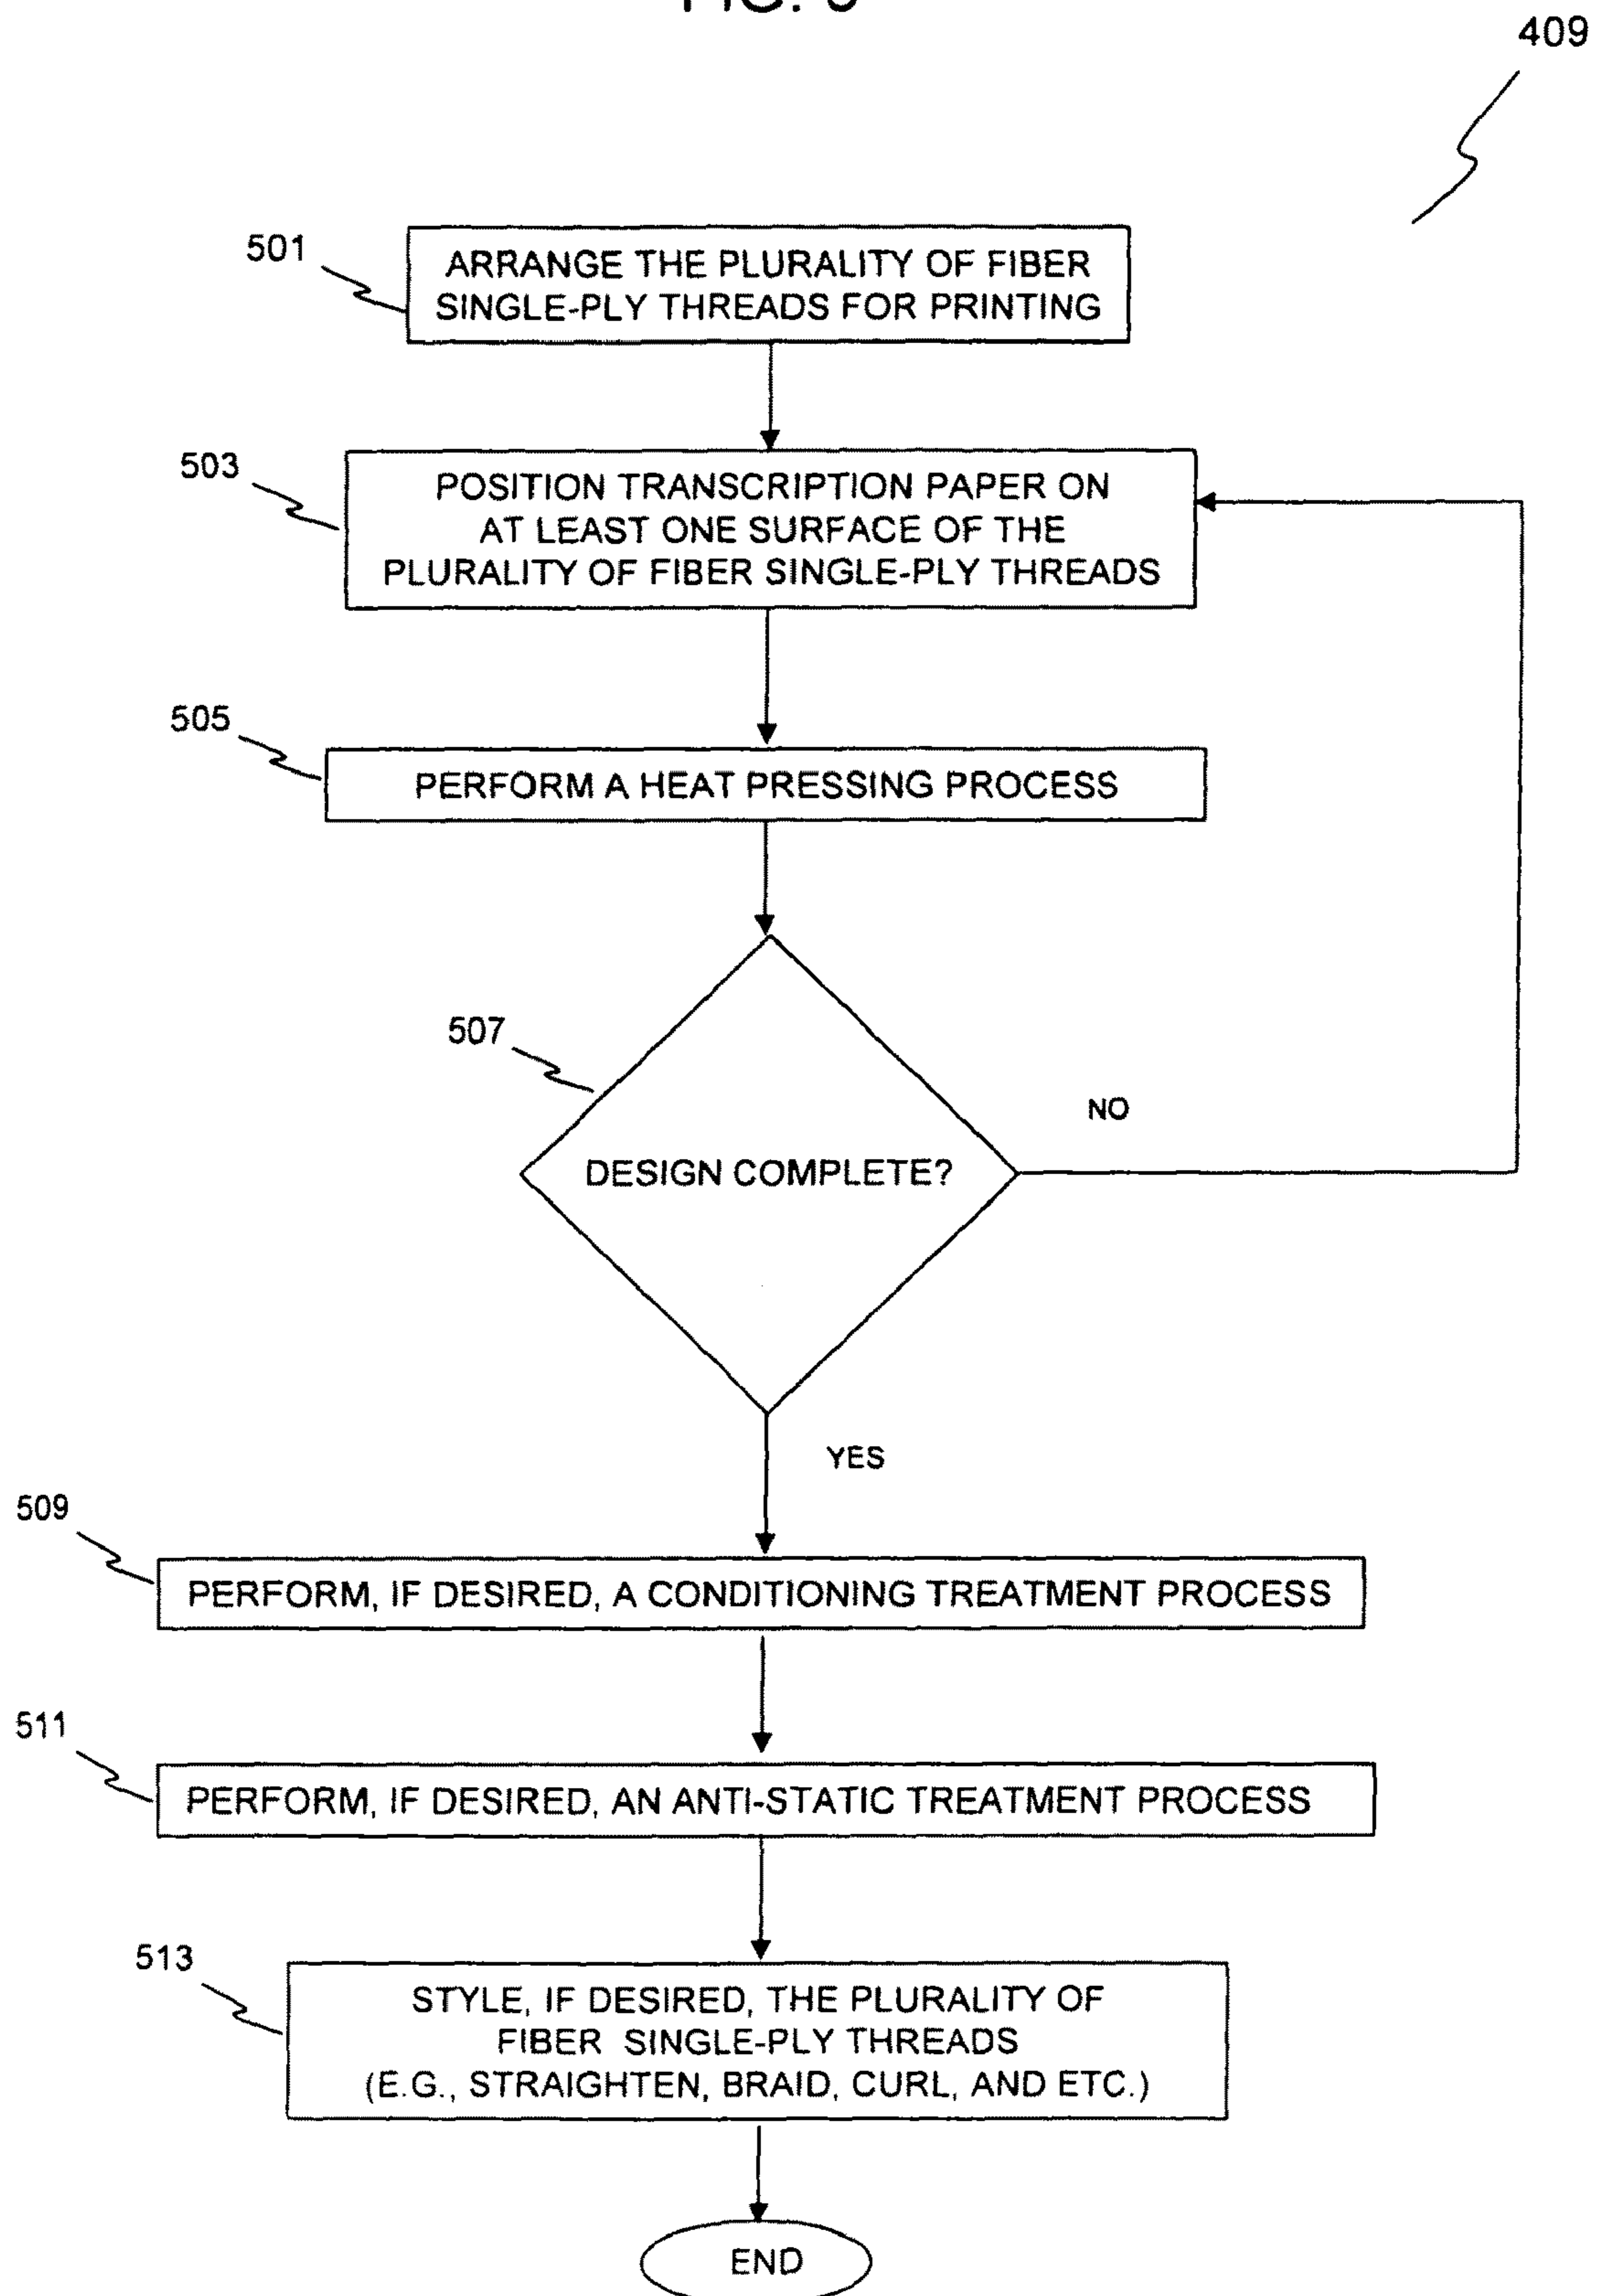 FIG.
409
501
ARRANGE THE PLURALITY OF FIBER
SINGLE-PLY THREADS FOR PRINTING
503
POSITION TRANSCRIPTION PAPER ON
AT LEAST ONE SURFACE OF THE
PLURALITY OF FIBER SINGLE-PLY THREADS
505
PERFORM A HEAT PRESSING PROCESS
507
DESIGN COMPLETE?
NO
YES
509
PERFORM, IF DESIRED, A CONDITIONING TREATMENT PROCESS
511
PERFORM, IF DESIRED, AN ANTI-STATIC TREATMENT PROCESS
513
STYLE, IF DESIRED, THE PLURALITY OF
FIBER SINGLE-PLY THREADS
(E.G., STRAIGHTEN, BRAID, CURL, AND ETC.)
END